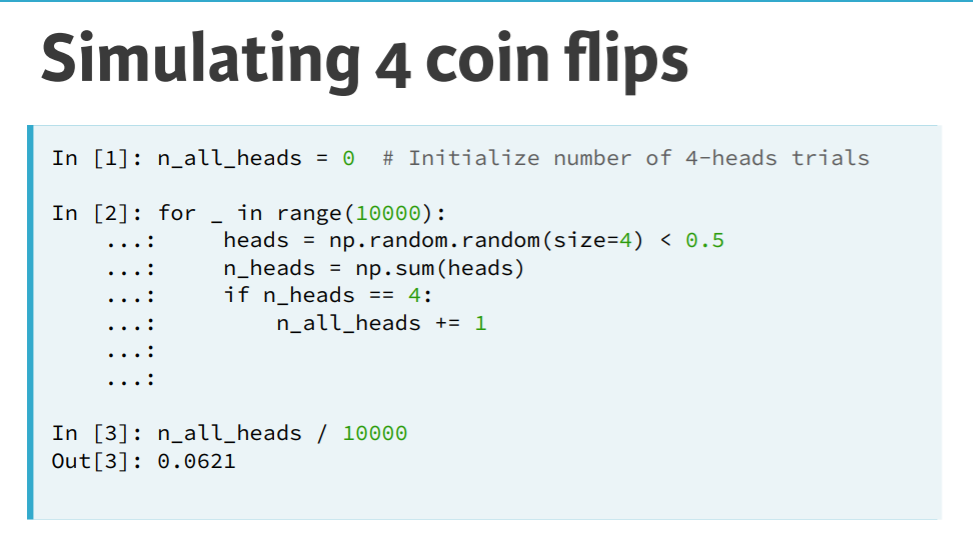 Simulating 4 coin flips
In [1]: n_all_heads = 0  # Initialize number of 4-heads trials
In [2]: for _ in range(10000):
    ...:     heads = np.random.random(size=4) < 0.5
    ...:     n_heads = np.sum(heads)
    ...:     if n_heads == 4:
    ...:         n_all_heads += 1
    ...:
    ...:
In [3]: n_all_heads / 10000
Out[3]: 0.0621